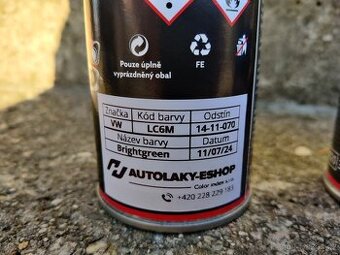 Pouze úplně
vyprázdněný obal
FE
Značka Kód barvy Odstín
VW LC6M 14-11-070
Název barvy Datum
Brightgreen 11/07/24
AUTOLAKY-ESHOP
Color Index s.r.o.
+420 228 229 183